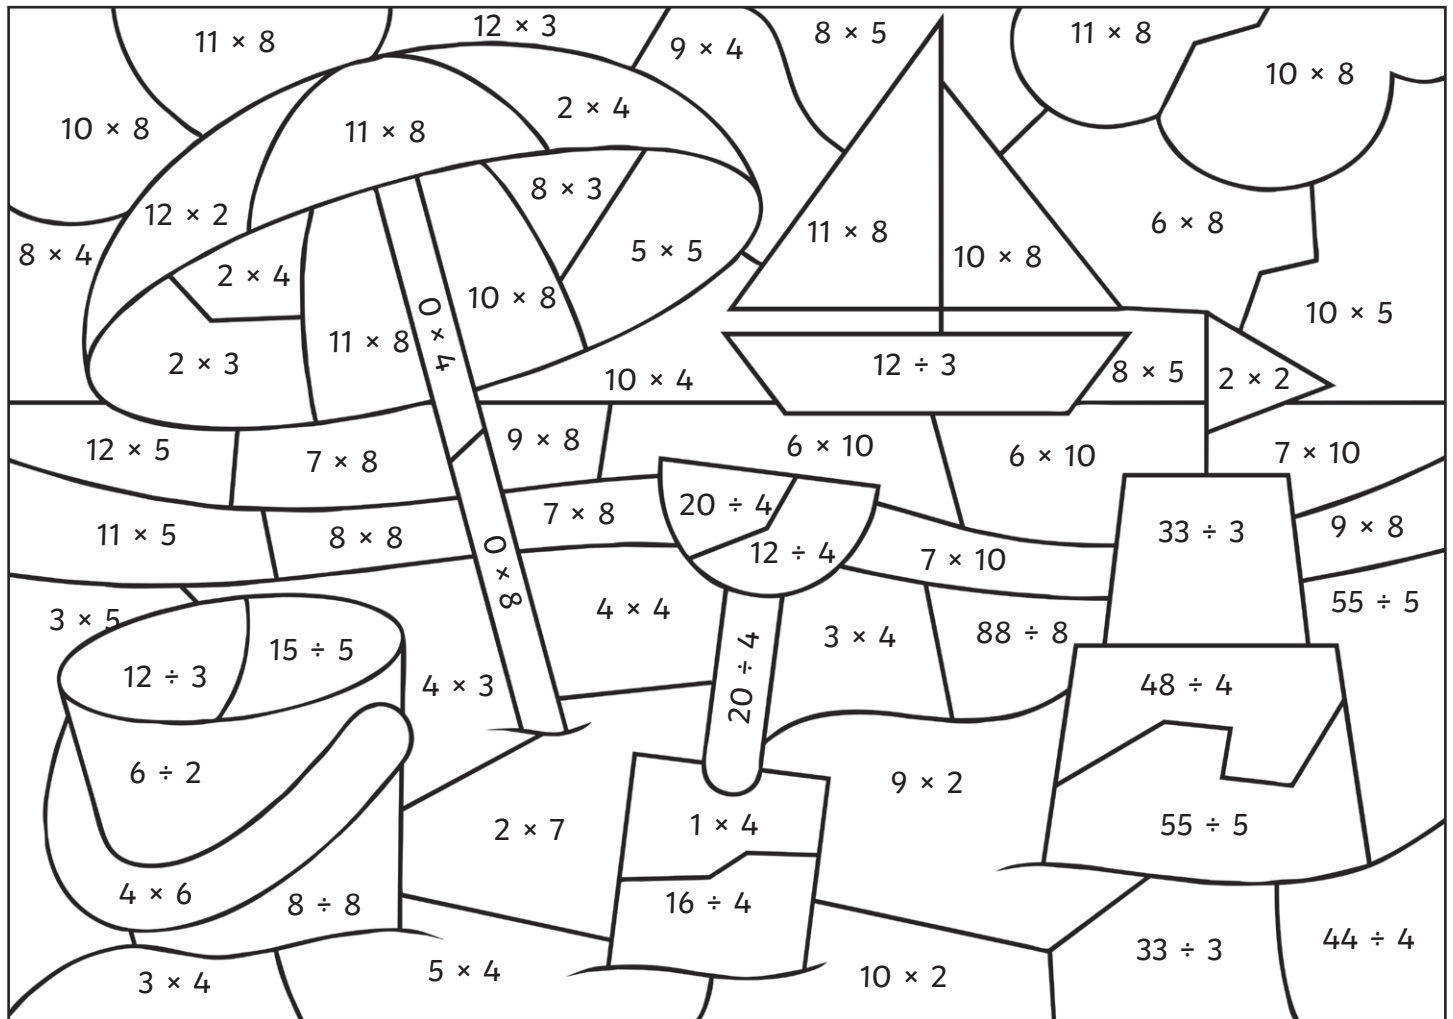 11 × 8
12 × 3
9 × 4
8 × 5
11 × 8
10 × 8
10 × 8
11 × 8
2 × 4
12 × 2
8 × 3
6 × 8
8 × 4
2 × 4
5 × 5
11 × 8
10 × 8
10 × 8
0 × 4
11 × 8
10 × 5
2 × 3
10 × 4
12 ÷ 3
8 × 5
2 × 2
12 × 5
7 × 8
9 × 8
6 × 10
6 × 10
7 × 10
11 × 5
8 × 8
0 × 8
7 × 8
20 ÷ 4
12 ÷ 4
7 × 10
33 ÷ 3
9 × 8
3 × 5
4 × 4
3 × 4
88 ÷ 8
55 ÷ 5
12 ÷ 3
15 ÷ 5
4 × 3
20 ÷ 4
48 ÷ 4
6 ÷ 2
9 × 2
2 × 7
1 × 4
55 ÷ 5
4 × 6
8 ÷ 8
16 ÷ 4
33 ÷ 3
44 ÷ 4
3 × 4
5 × 4
10 × 2